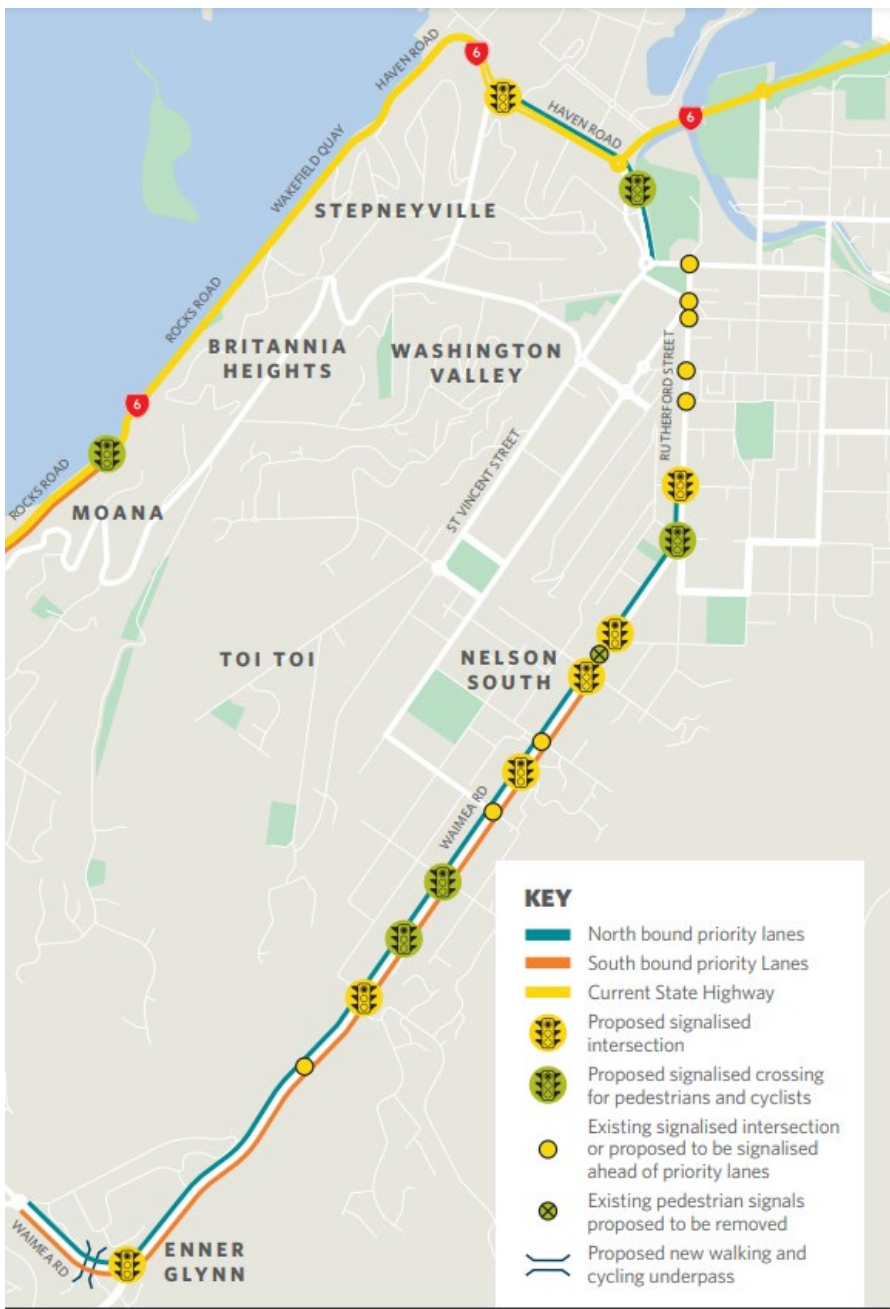 HAVEN ROAD
6
HAVEN ROAD
6
WAKEFIELD QUAY
STEPNEYVILLE
ROCKS ROAD
BRITANNIA
HEIGHTS
WASHINGTON
VALLEY
RUTHERFORD STREET
6
ROCKS ROAD
MOANA
ST VINCENT STREET
TOI TOI
NELSON
SOUTH
WAIMEA RD
KEY
North bound priority lanes
South bound priority Lanes
Current State Highway
Proposed signalised
intersection
Proposed signalised crossing
for pedestrians and cyclists
Existing signalised intersection
or proposed to be signalised
ahead of priority lanes
Existing pedestrian signals
proposed to be removed
Proposed new walking and
cycling underpass
WAIMEA RD
ENNER
GLYNN